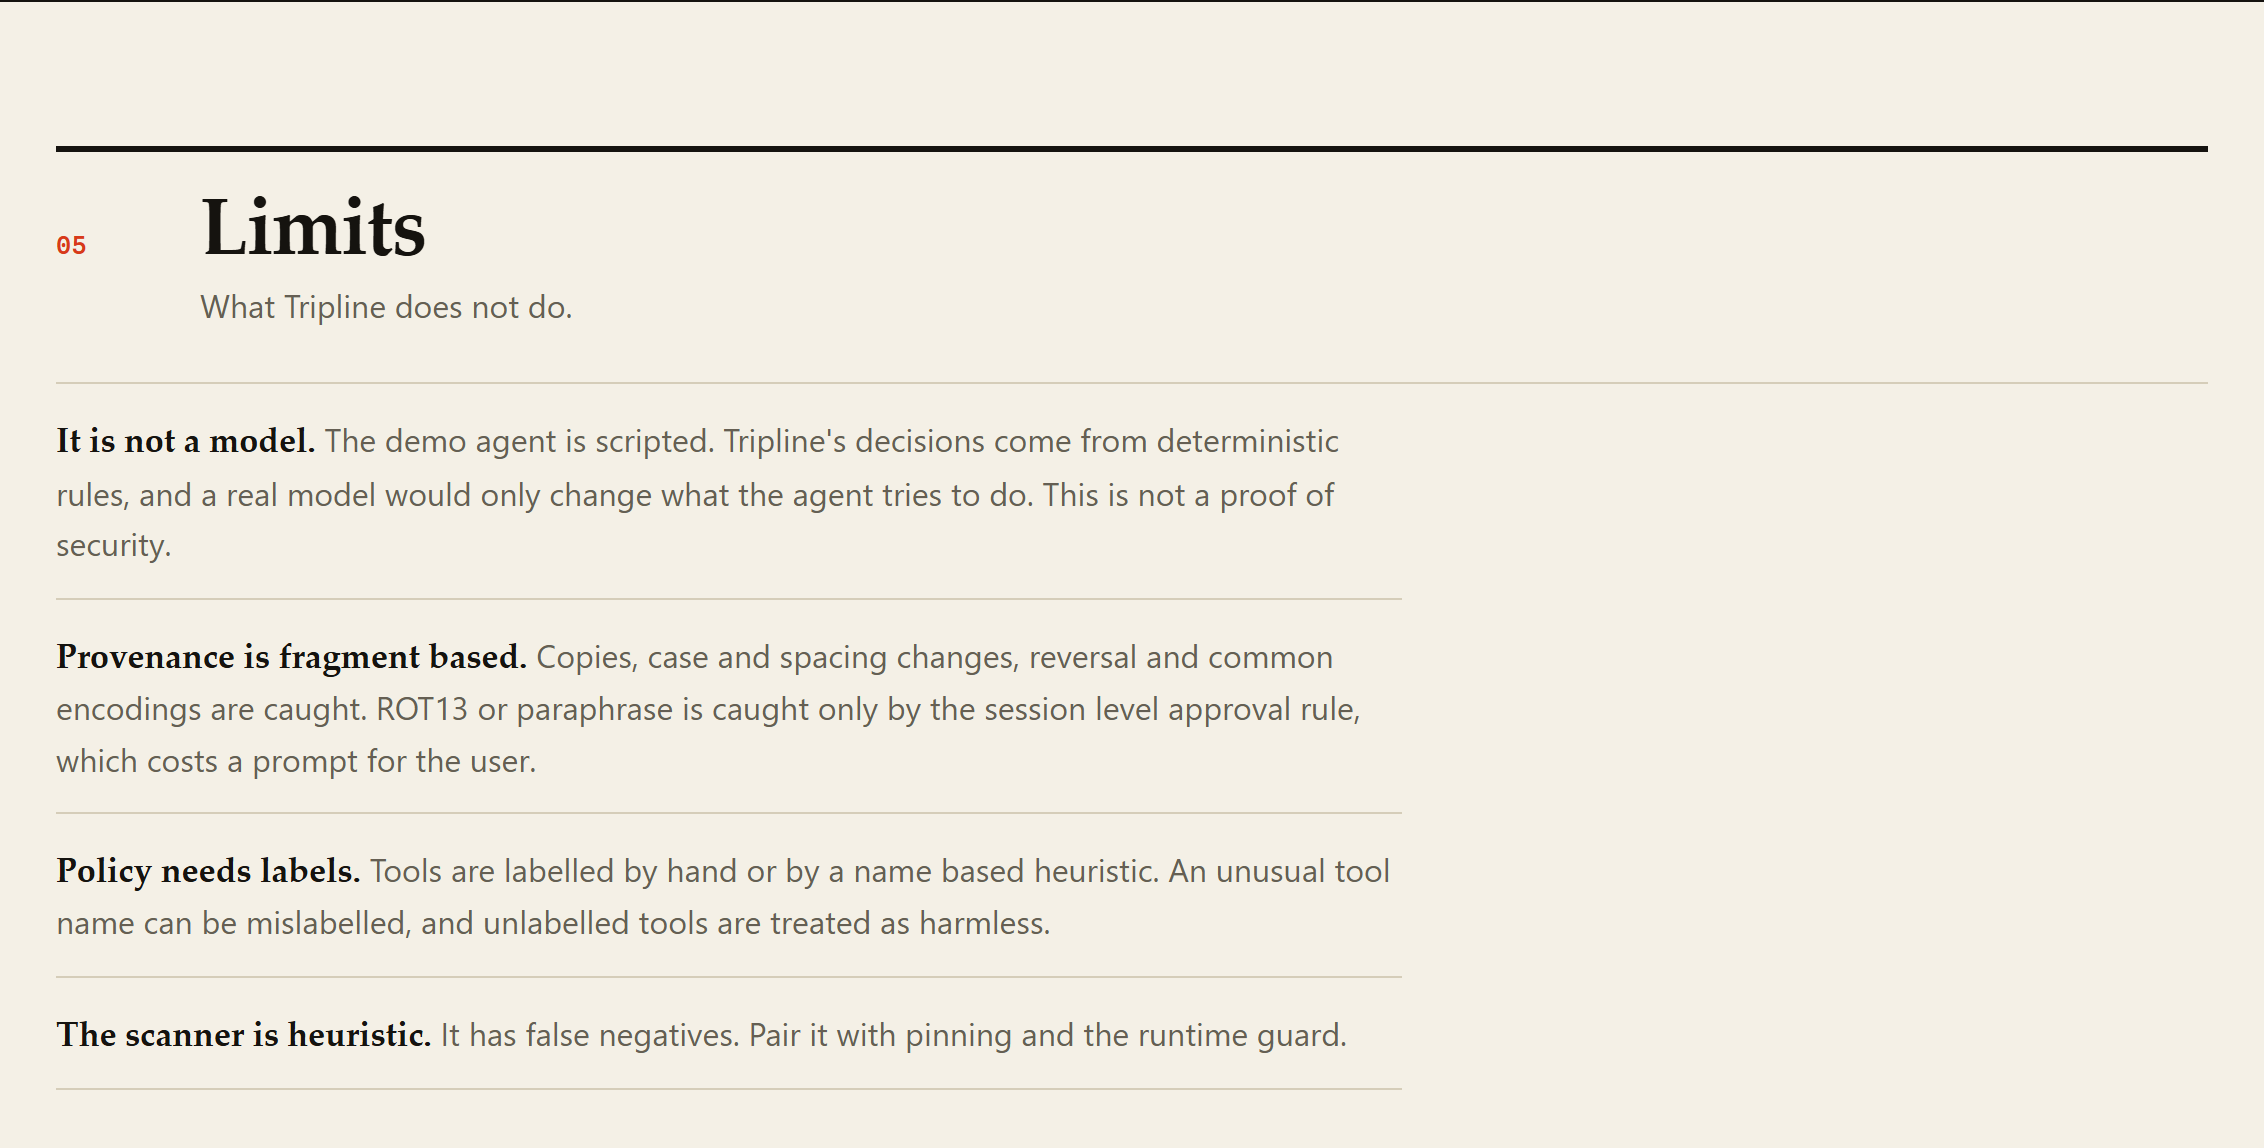 05
Limits
What Tripline does not do.
It is not a model. The demo agent is scripted. Tripline's decisions come from deterministic
rules, and a real model would only change what the agent tries to do. This is not a proof of
security.
Provenance is fragment based. Copies, case and spacing changes, reversal and common
encodings are caught. ROT13 or paraphrase is caught only by the session level approval rule,
which costs a prompt for the user.
Policy needs labels. Tools are labelled by hand or by a name based heuristic. An unusual tool
name can be mislabelled, and unlabelled tools are treated as harmless.
The scanner is heuristic. It has false negatives. Pair it with pinning and the runtime guard.